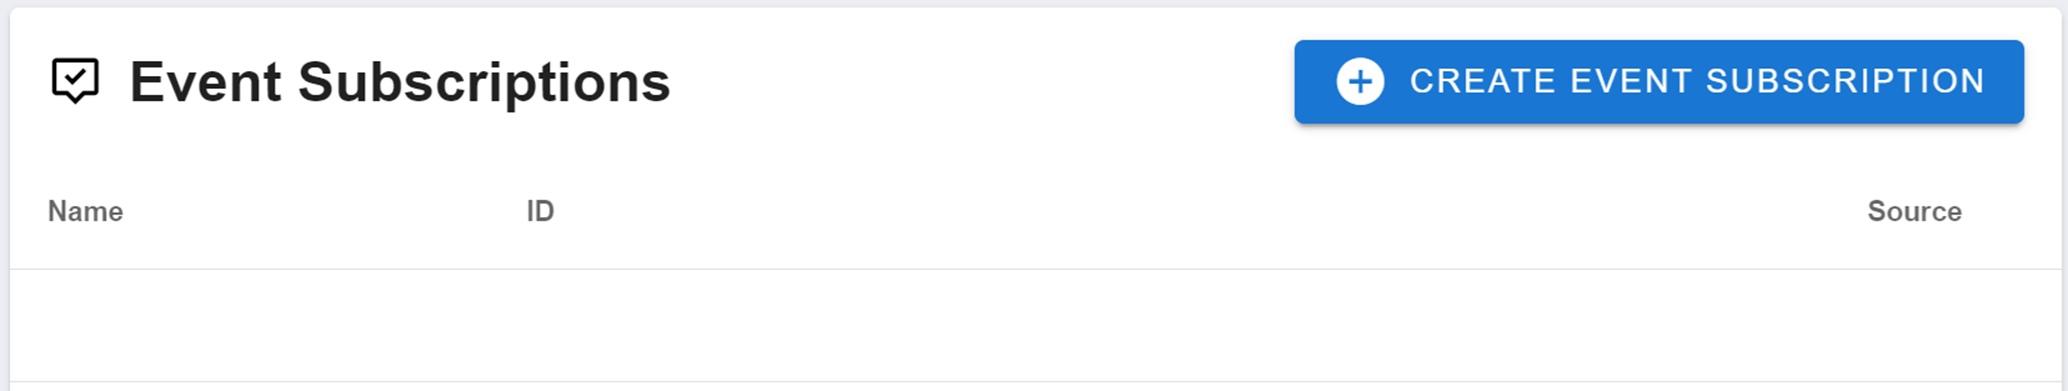 Event Subscriptions
CREATE EVENT SUBSCRIPTION
Name ID Source